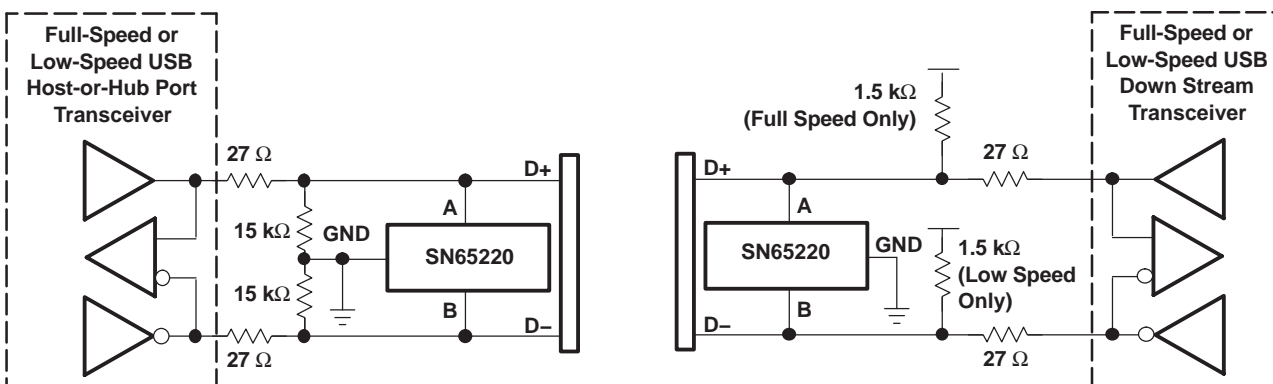 Full-Speed or
Low-Speed USB
Host-or-Hub Port
Transceiver
27 Ω
D+
A
15 kΩ
GND
SN65220
15 kΩ
B
D−
27 Ω
Full-Speed or
Low-Speed USB
Down Stream
Transceiver
1.5 kΩ
(Full Speed Only)
27 Ω
D+
A
SN65220
GND
1.5 kΩ
(Low Speed
Only)
B
D−
27 Ω